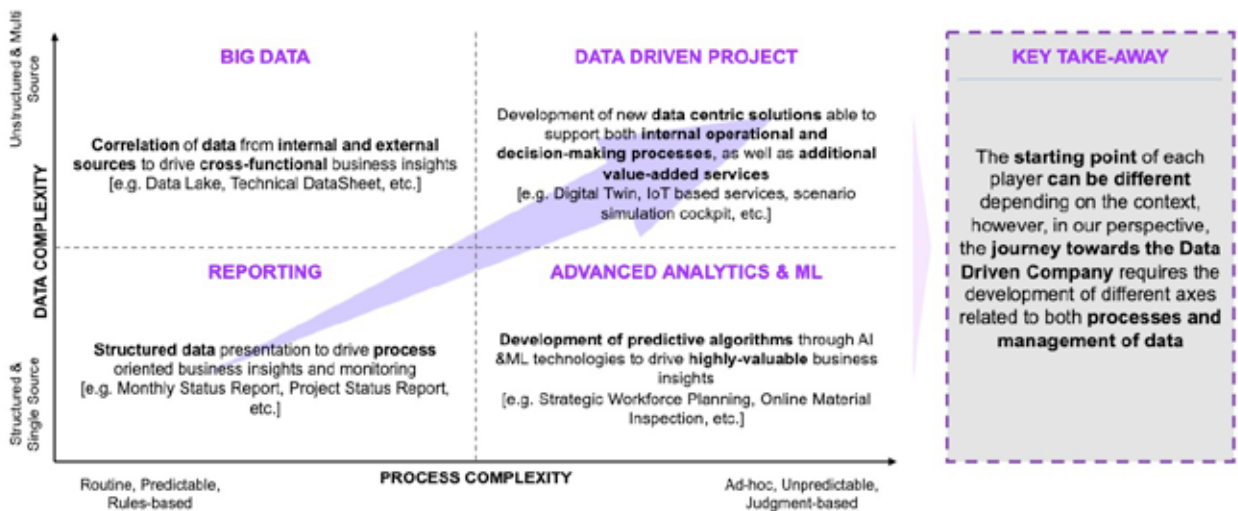 Unstructured & Multi
Source
DATA COMPLEXITY
Structured &
Single Source
BIG DATA
Correlation of data from internal and external
sources to drive cross-functional business insights
[e.g. Data Lake, Technical DataSheet, etc.]
DATA DRIVEN PROJECT
Development of new data centric solutions able to
support both internal operational and
decision-making processes, as well as additional
value-added services
[e.g. Digital Twin, IoT based services, scenario
simulation cockpit, etc.]
REPORTING
Structured data presentation to drive process
oriented business insights and monitoring
[e.g. Monthly Status Report, Project Status Report,
etc.]
ADVANCED ANALYTICS & ML
Development of predictive algorithms through AI
&ML technologies to drive highly-valuable business
insights
[e.g. Strategic Workforce Planning, Online Material
Inspection, etc.]
PROCESS COMPLEXITY
Routine, Predictable,
Rules-based
Ad-hoc, Unpredictable,
Judgment-based
KEY TAKE-AWAY
The starting point of each
player can be different
depending on the context,
however, in our perspective,
the journey towards the Data
Driven Company requires the
development of different axes
related to both processes and
management of data